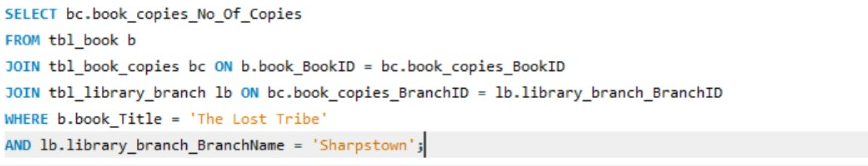 SELECT bc.book_copies_No_Of_Copies
FROM tbl_book b
JOIN tbl_book_copies bc ON b.book_BookID = bc.book_copies_BookID
JOIN tbl_library_branch lb ON bc.book_copies_BranchID = lb.library_branch_BranchID
WHERE b.book_Title = 'The Lost Tribe'
AND lb.library_branch_BranchName = 'Sharpstown';